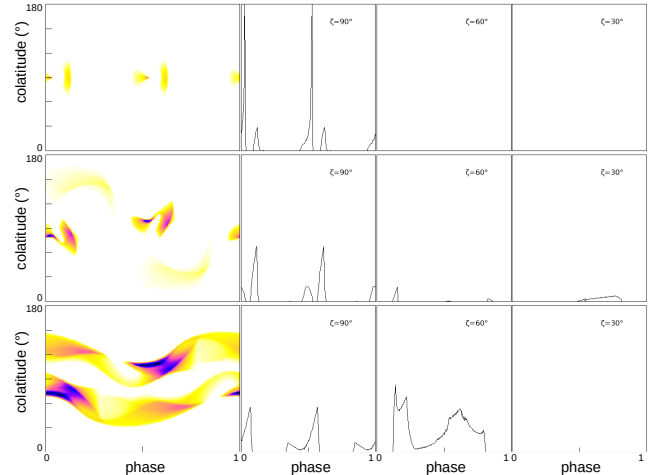 180
colatitude (°)
0
ζ=90°
ζ=60°
ζ=30°
180
colatitude (°)
0
ζ=90°
ζ=60°
ζ=30°
180
colatitude (°)
0
ζ=90°
ζ=60°
ζ=30°
0 phase 1 0 phase 1 0 phase 1 0 phase 1